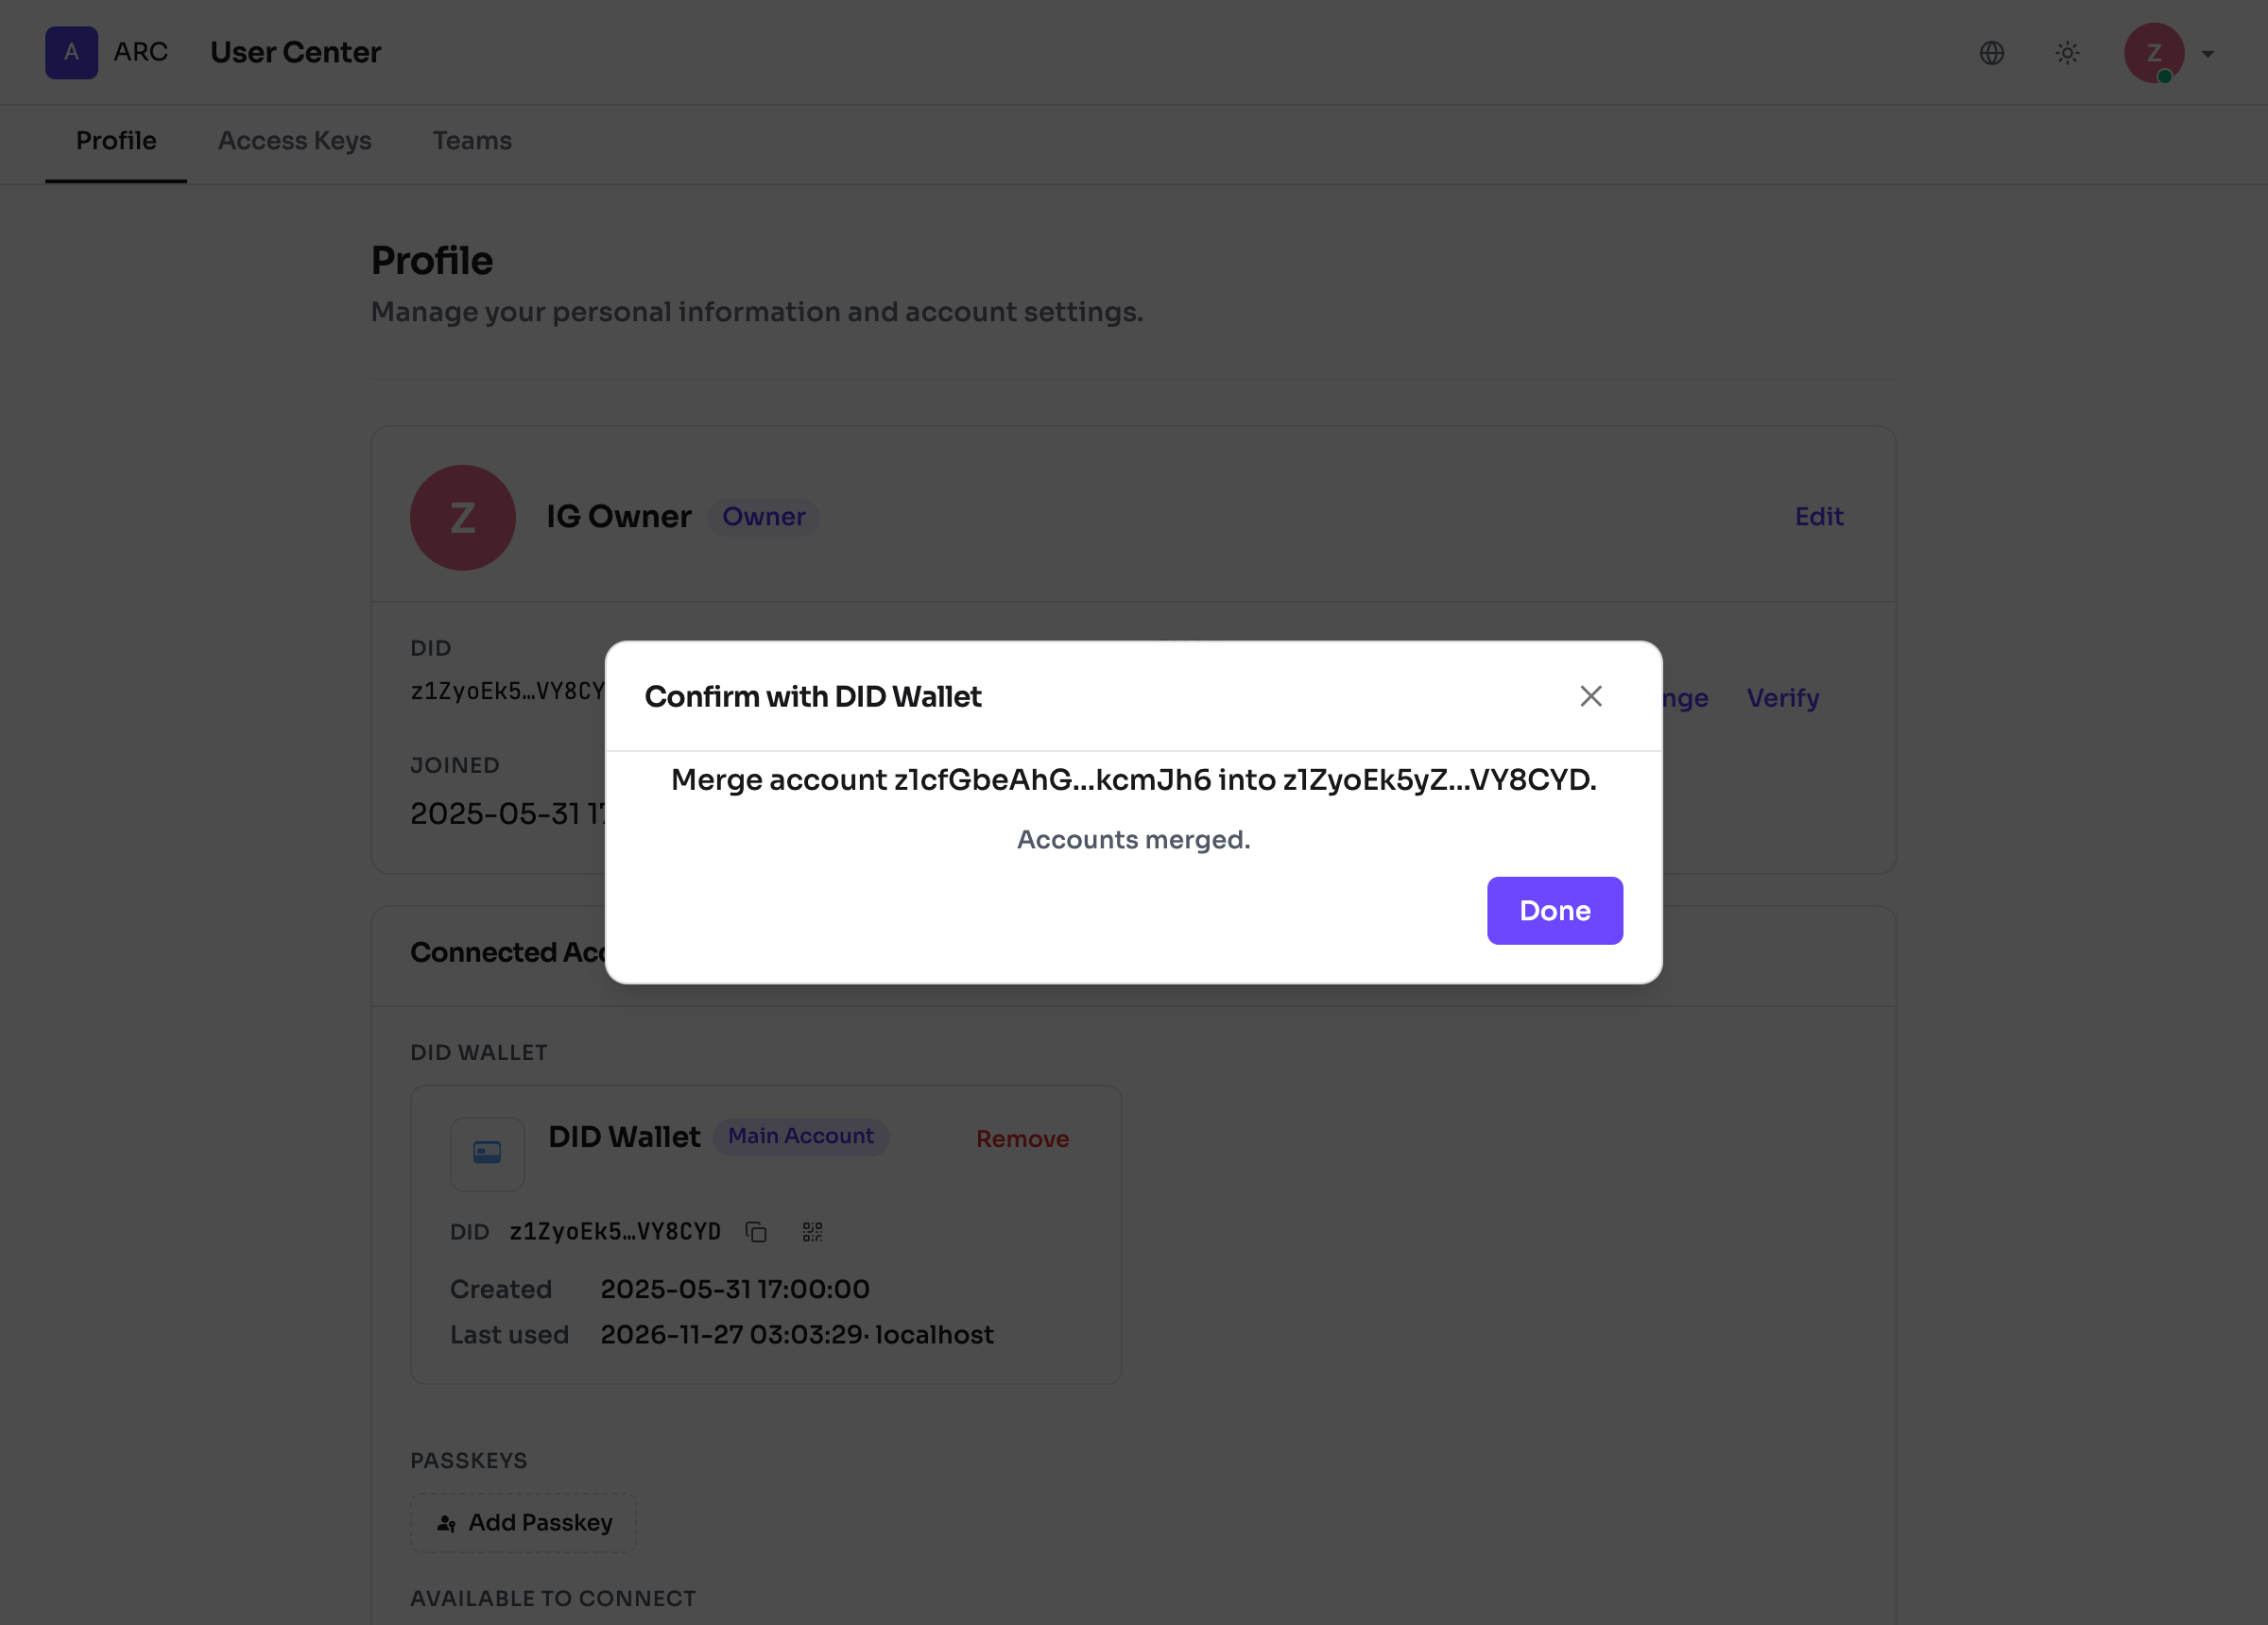 A ARC User Center Z
Profile Access Keys Teams
Profile
Manage your personal information and account settings.
Z IG Owner Owner Edit
DID
z1ZyoEk5…VY8CY
nge Verify
JOINED
2025-05-31 17
Confirm with DID Wallet
Merge account z1cfGbeAhG...kcmJh6 into z1ZyoEk5yZ...VY8CYD.
Accounts merged.
Done
Connected Acc
DID WALLET
DID Wallet Main Account Remove
DID z1ZyoEk5…VY8CYD
Created 2025-05-31 17:00:00
Last used 2026-11-27 03:03:29· localhost
PASSKEYS
Add Passkey
AVAILABLE TO CONNECT